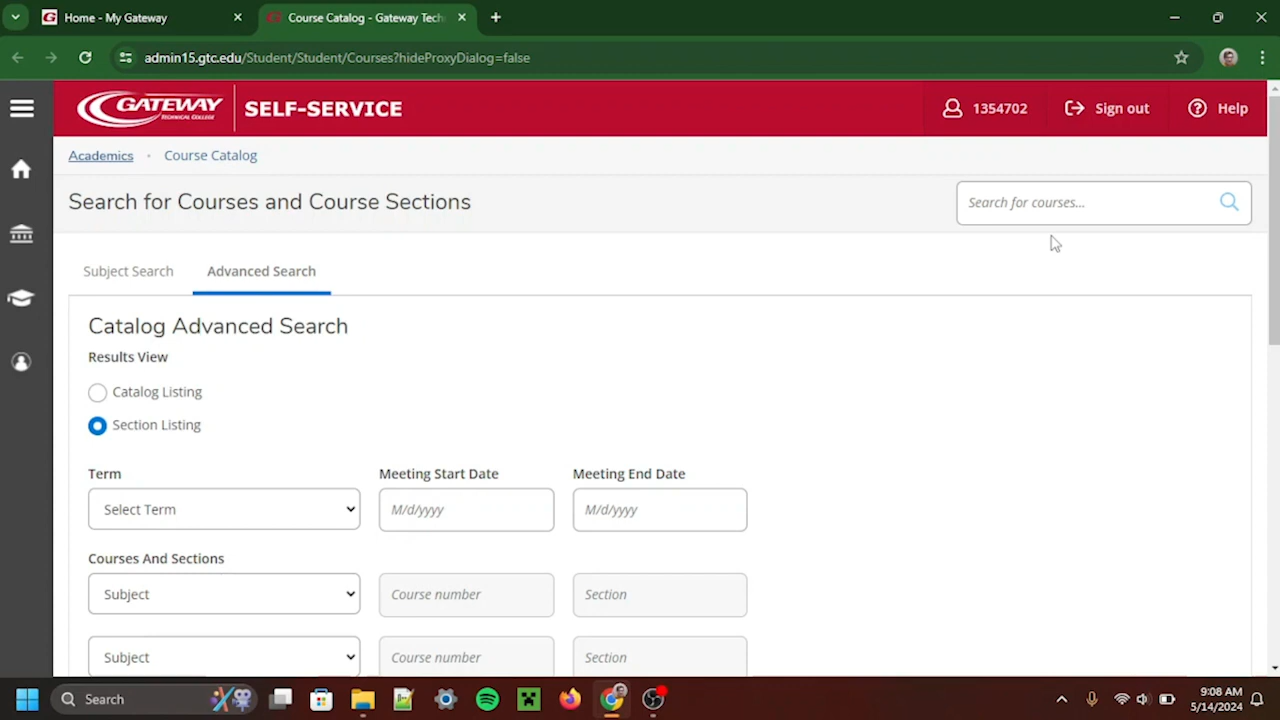 Home - My Gateway
Course Catalog - Gateway Tech
admin15.gtc.edu/Student/Student/Courses?hideProxyDialog=false
GATEWAY
TECHNICAL COLLEGE
SELF-SERVICE
1354702
Sign out
Help
Academics
Course Catalog
Search for Courses and Course Sections
Search for courses...
Subject Search
Advanced Search
Catalog Advanced Search
Results View
Catalog Listing
Section Listing
Term
Meeting Start Date
Meeting End Date
Select Term
M/d/yyyy
M/d/yyyy
Courses And Sections
Subject
Course number
Section
Subject
Course number
Section
Search
9:08 AM
5/14/2024